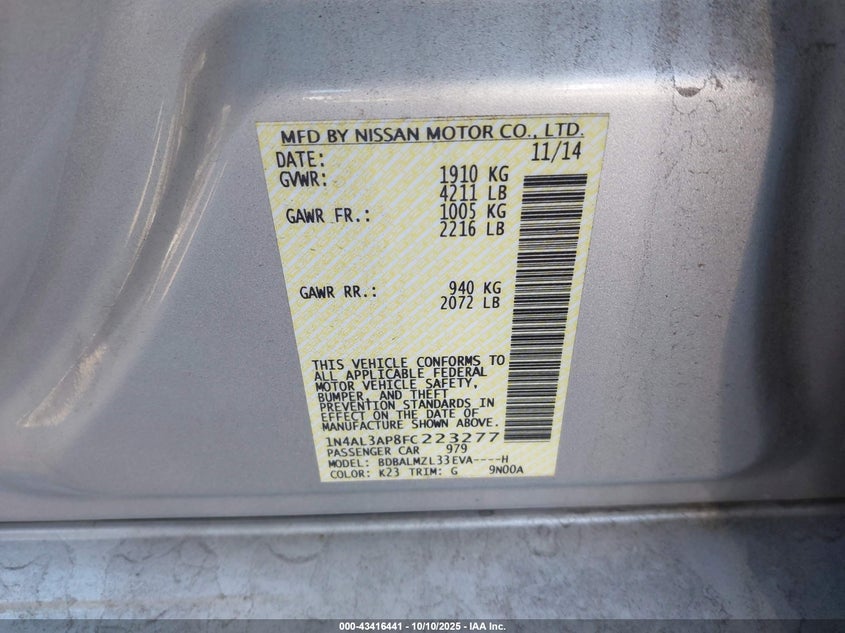 MFD BY NISSAN MOTOR CO., LTD.
DATE: 11/14
GVWR: 1910 KG
4211 LB
GAWR FR.: 1005 KG
2216 LB
GAWR RR.: 940 KG
2072 LB
THIS VEHICLE CONFORMS TO
ALL APPLICABLE FEDERAL
MOTOR VEHICLE SAFETY,
BUMPER, AND THEFT
PREVENTION STANDARDS IN
EFFECT ON THE DATE OF
MANUFACTURE SHOWN ABOVE.
1N4AL3AP8FC223277
PASSENGER CAR 979
MODEL: BDBALMZL33EVA----H
COLOR: K23 TRIM: G 9N00A
000-43416441 - 10/10/2025 - IAA Inc.